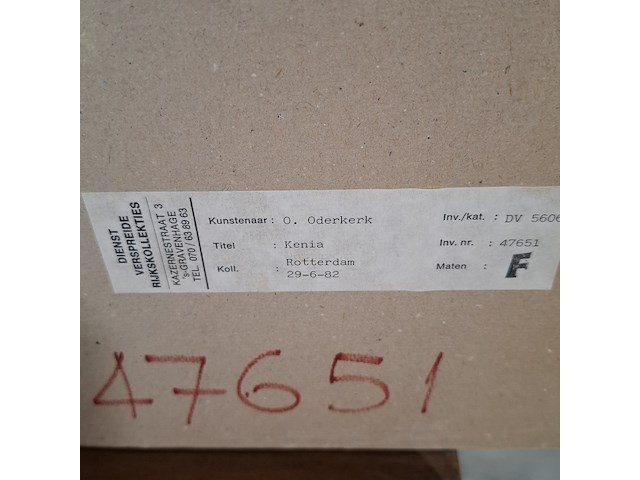 DIENST
VERSPREIDE
RIJKSKOLLEKTIES
KAZERNESTRAAT 3
's-GRAVENHAGE
TEL. 070/ 63 89 63
Kunstenaar : O. Oderkerk
Titel : Kenia
Koll. : Rotterdam
29-6-82
Inv./kat. : DV 5606
Inv. nr. : 47651
Maten : F
47651